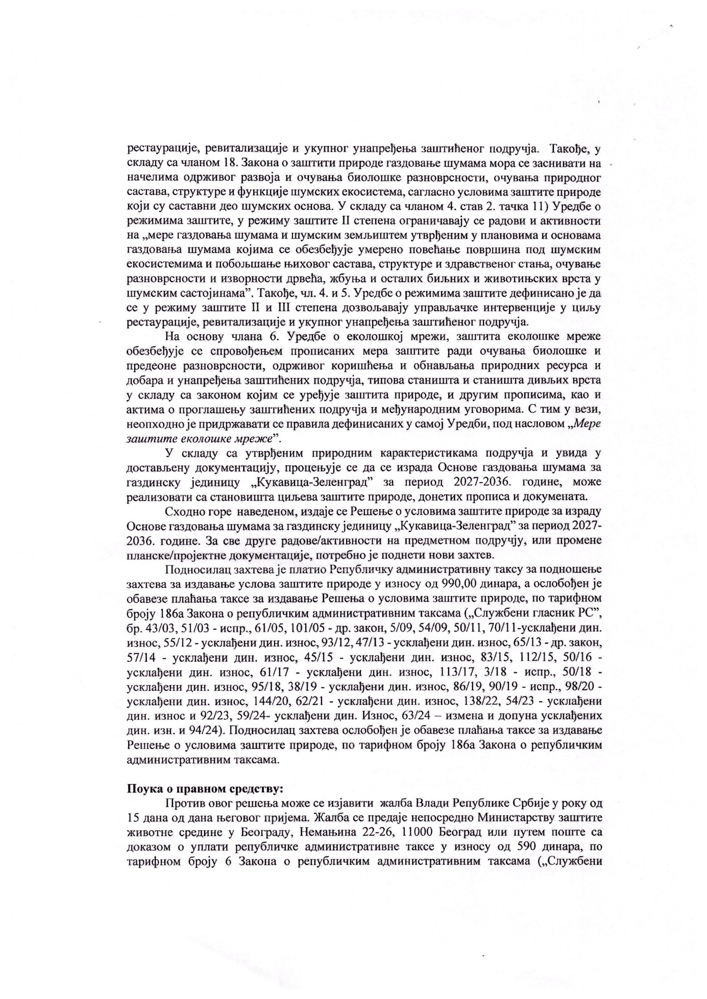 рестаурације, ревитализације и укупног унапређења заштићеног подручја. Такође, у
складу са чланом 18. Закона о заштити природе газдовање шумама мора се заснивати на
начелима одрживог развоја и очувања биолошке разноврсности, очувања природног
састава, структуре и функције шумских екосистема, сагласно условима заштите природе
који су саставни део шумских основа. У складу са чланом 4. став 2. тачка 11) Уредбе о
режимима заштите, у режиму заштите II степена ограничавају се радови и активности
на „мере газдовања шумама и шумским земљиштем утврђеним у плановима и основама
газдовања шумама којима се обезбеђује умерено повећање површина под шумским
екосистемима и побољшање њиховог састава, структуре и здравственог стања, очување
разноврсности и изворности дрвећа, жбуња и осталих биљних и животињских врста у
шумским састојинама”. Такође, чл. 4. и 5. Уредбе о режимима заштите дефинисано је да
се у режиму заштите II и III степена дозвољавају управљачке интервенције у циљу
рестаурације, ревитализације и укупног унапређења заштићеног подручја.
На основу члана 6. Уредбе о еколошкој мрежи, заштита еколошке мреже
обезбеђује се спровођењем прописаних мера заштите ради очувања биолошке и
предеоне разноврсности, одрживог коришћења и обнављања природних ресурса и
добара и унапређења заштићених подручја, типова станишта и станишта дивљих врста
у складу са законом којим се уређује заштита природе, и другим прописима, као и
актима о проглашењу заштићених подручја и међународним уговорима. С тим у вези,
неопходно је придржавати се правила дефинисаних у самој Уредби, под насловом „Мере
заштите еколошке мреже”.
У складу са утврђеним природним карактеристикама подручја и увида у
достављену документацију, процењује се да се израда Основе газдовања шумама за
газдинску јединицу „Кукавица-Зеленград” за период 2027-2036. године, може
реализовати са становишта циљева заштите природе, донетих прописа и докумената.
Сходно горе наведеном, издаје се Решење о условима заштите природе за израду
Основе газдовања шумама за газдинску јединицу „Кукавица-Зеленград” за период 2027-
2036. године. За све друге радове/активности на предметном подручју, или промене
планске/пројектне документације, потребно је поднети нови захтев.
Подносилац захтева је платио Републичку административну таксу за подношење
захтева за издавање услова заштите природе у износу од 990,00 динара, а ослобођен је
обавезе плаћања таксе за издавање Решења о условима заштите природе, по тарифном
броју 186а Закона о републичким административним таксама („Службени гласник РС”,
бр. 43/03, 51/03 - испр., 61/05, 101/05 - др. закон, 5/09, 54/09, 50/11, 70/11-усклађени дин.
износ, 55/12 - усклађени дин. износ, 93/12, 47/13 - усклађени дин. износ, 65/13 - др. закон,
57/14 - усклађени дин. износ, 45/15 - усклађени дин. износ, 83/15, 112/15, 50/16 -
усклађени дин. износ, 61/17 - усклађени дин. износ, 113/17, 3/18 - испр., 50/18 -
усклађени дин. износ, 95/18, 38/19 - усклађени дин. износ, 86/19, 90/19 - испр., 98/20 -
усклађени дин. износ, 144/20, 62/21 - усклађени дин. износ, 138/22, 54/23 - усклађени
дин. износ и 92/23, 59/24- усклађени дин. Износ, 63/24 – измена и допуна усклађених
дин. изн. и 94/24). Подносилац захтева ослобођен је обавезе плаћања таксе за издавање
Решење о условима заштите природе, по тарифном броју 186а Закона о републичким
административним таксама.
Поука о правном средству:
Против овог решења може се изјавити жалба Влади Републике Србије у року од
15 дана од дана његовог пријема. Жалба се предаје непосредно Министарству заштите
животне средине у Београду, Немањина 22-26, 11000 Београд или путем поште са
доказом о уплати републичке административне таксе у износу од 590 динара, по
тарифном броју 6 Закона о републичким административним таксама („Службени